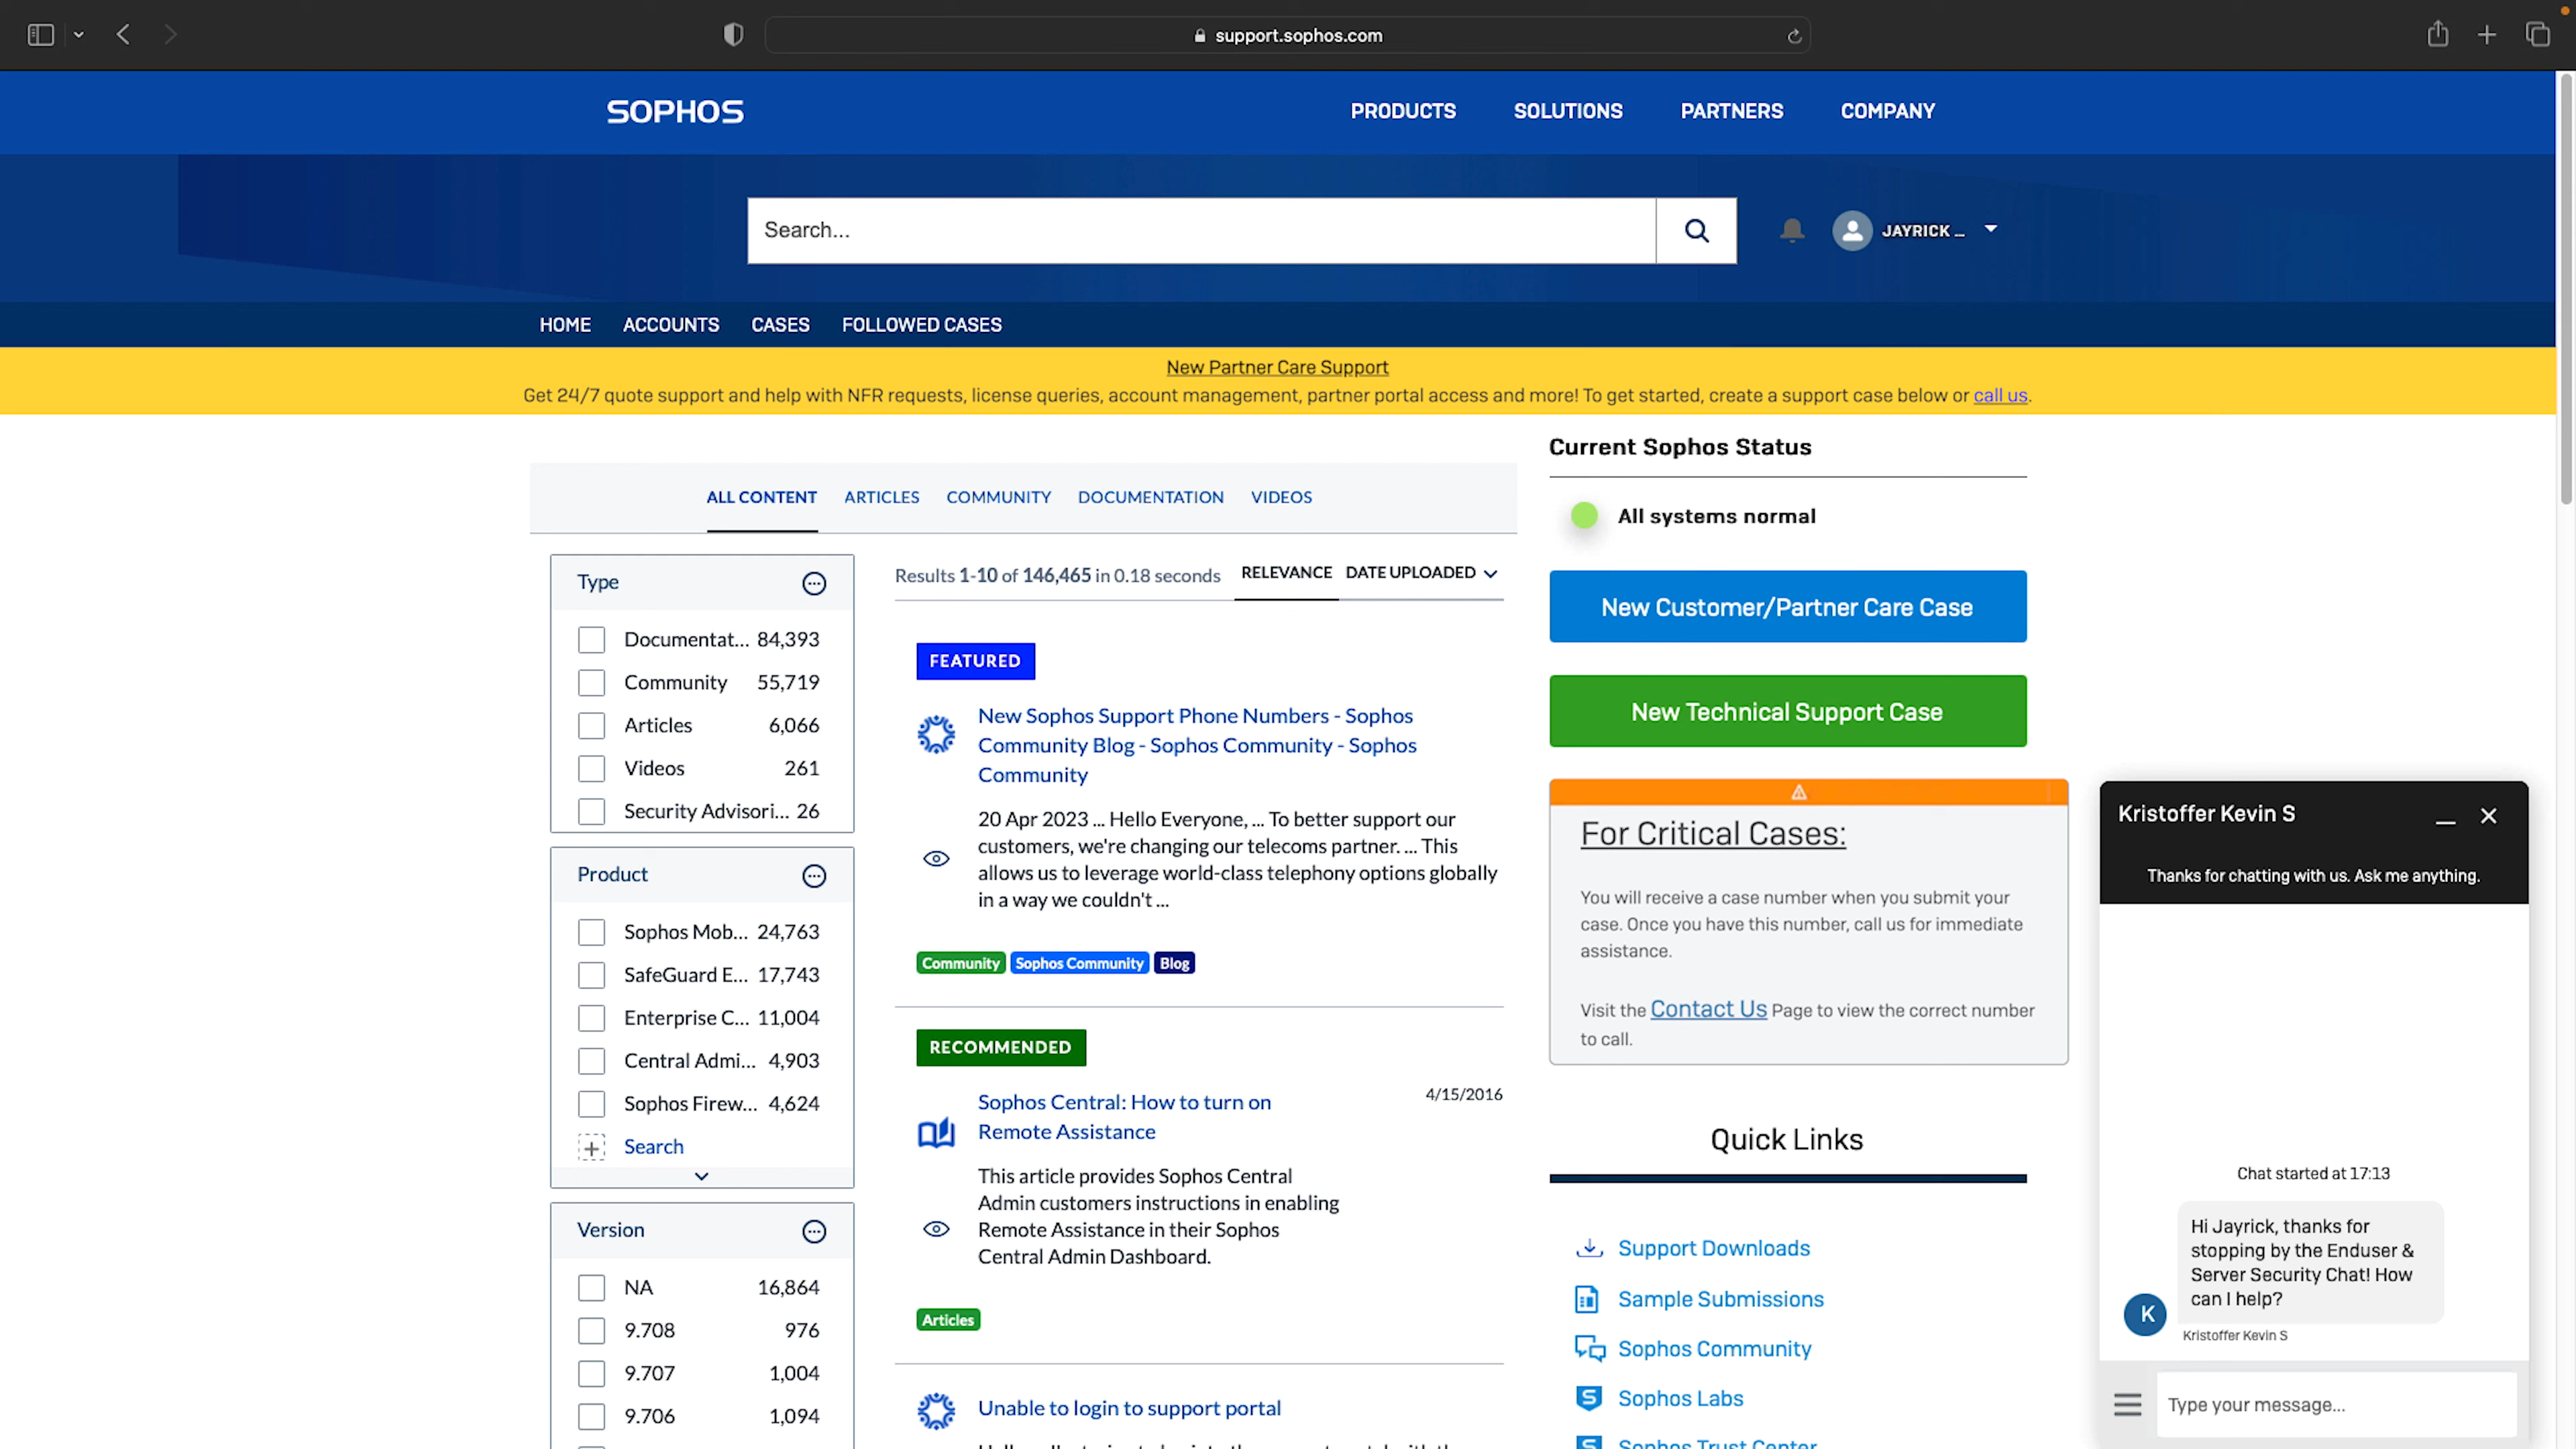 support.sophos.com
SOPHOS
PRODUCTS SOLUTIONS PARTNERS COMPANY
Search...
JAYRICK ...
HOME ACCOUNTS CASES FOLLOWED CASES
New Partner Care Support
Get 24/7 quote support and help with NFR requests, license queries, account management, partner portal access and more! To get started, create a support case below or call us.
ALL CONTENT ARTICLES COMMUNITY DOCUMENTATION VIDEOS
Type
Documentat... 84,393
Community 55,719
Articles 6,066
Videos 261
Security Advisori... 26
Product
Sophos Mob... 24,763
SafeGuard E... 17,743
Enterprise C... 11,004
Central Admi... 4,903
Sophos Firew... 4,624
Search
Version
NA 16,864
9.708 976
9.707 1,004
9.706 1,094
Results 1-10 of 146,465 in 0.18 seconds
RELEVANCE DATE UPLOADED
FEATURED
New Sophos Support Phone Numbers - Sophos
Community Blog - Sophos Community - Sophos
Community
20 Apr 2023 ... Hello Everyone, ... To better support our
customers, we're changing our telecoms partner. ... This
allows us to leverage world-class telephony options globally
in a way we couldn't ...
Community Sophos Community Blog
RECOMMENDED
Sophos Central: How to turn on
Remote Assistance
4/15/2016
This article provides Sophos Central
Admin customers instructions in enabling
Remote Assistance in their Sophos
Central Admin Dashboard.
Articles
Unable to login to support portal
Current Sophos Status
All systems normal
New Customer/Partner Care Case
New Technical Support Case
For Critical Cases:
You will receive a case number when you submit your
case. Once you have this number, call us for immediate
assistance.
Visit the Contact Us Page to view the correct number
to call.
Quick Links
Support Downloads
Sample Submissions
Sophos Community
Sophos Labs
Sophos Trust Center
Kristoffer Kevin S
Thanks for chatting with us. Ask me anything.
Chat started at 17:13
Hi Jayrick, thanks for
stopping by the Enduser &
Server Security Chat! How
can I help?
K
Kristoffer Kevin S
Type your message...